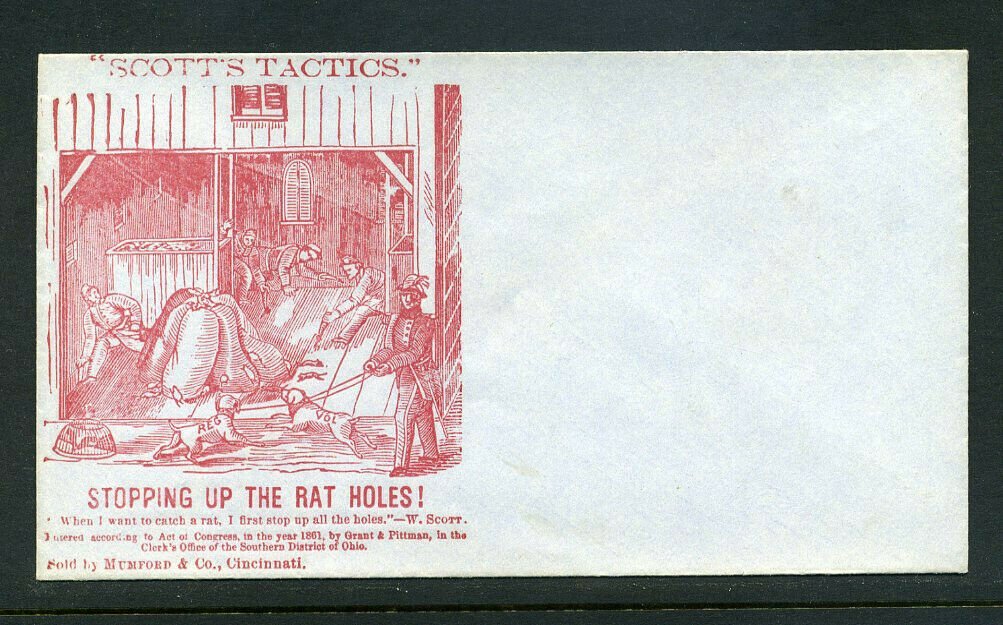 "SCOTT'S TACTICS."
REG
VOL
STOPPING UP THE RAT HOLES!
' When I want to catch a rat, I first stop up all the holes."—W. SCOTT.
Entered according to Act of Congress, in the year 1861, by Grant & Pittman, in the
Clerk's Office of the Southern District of Ohio.
Sold by MUMFORD & Co., Cincinnati.